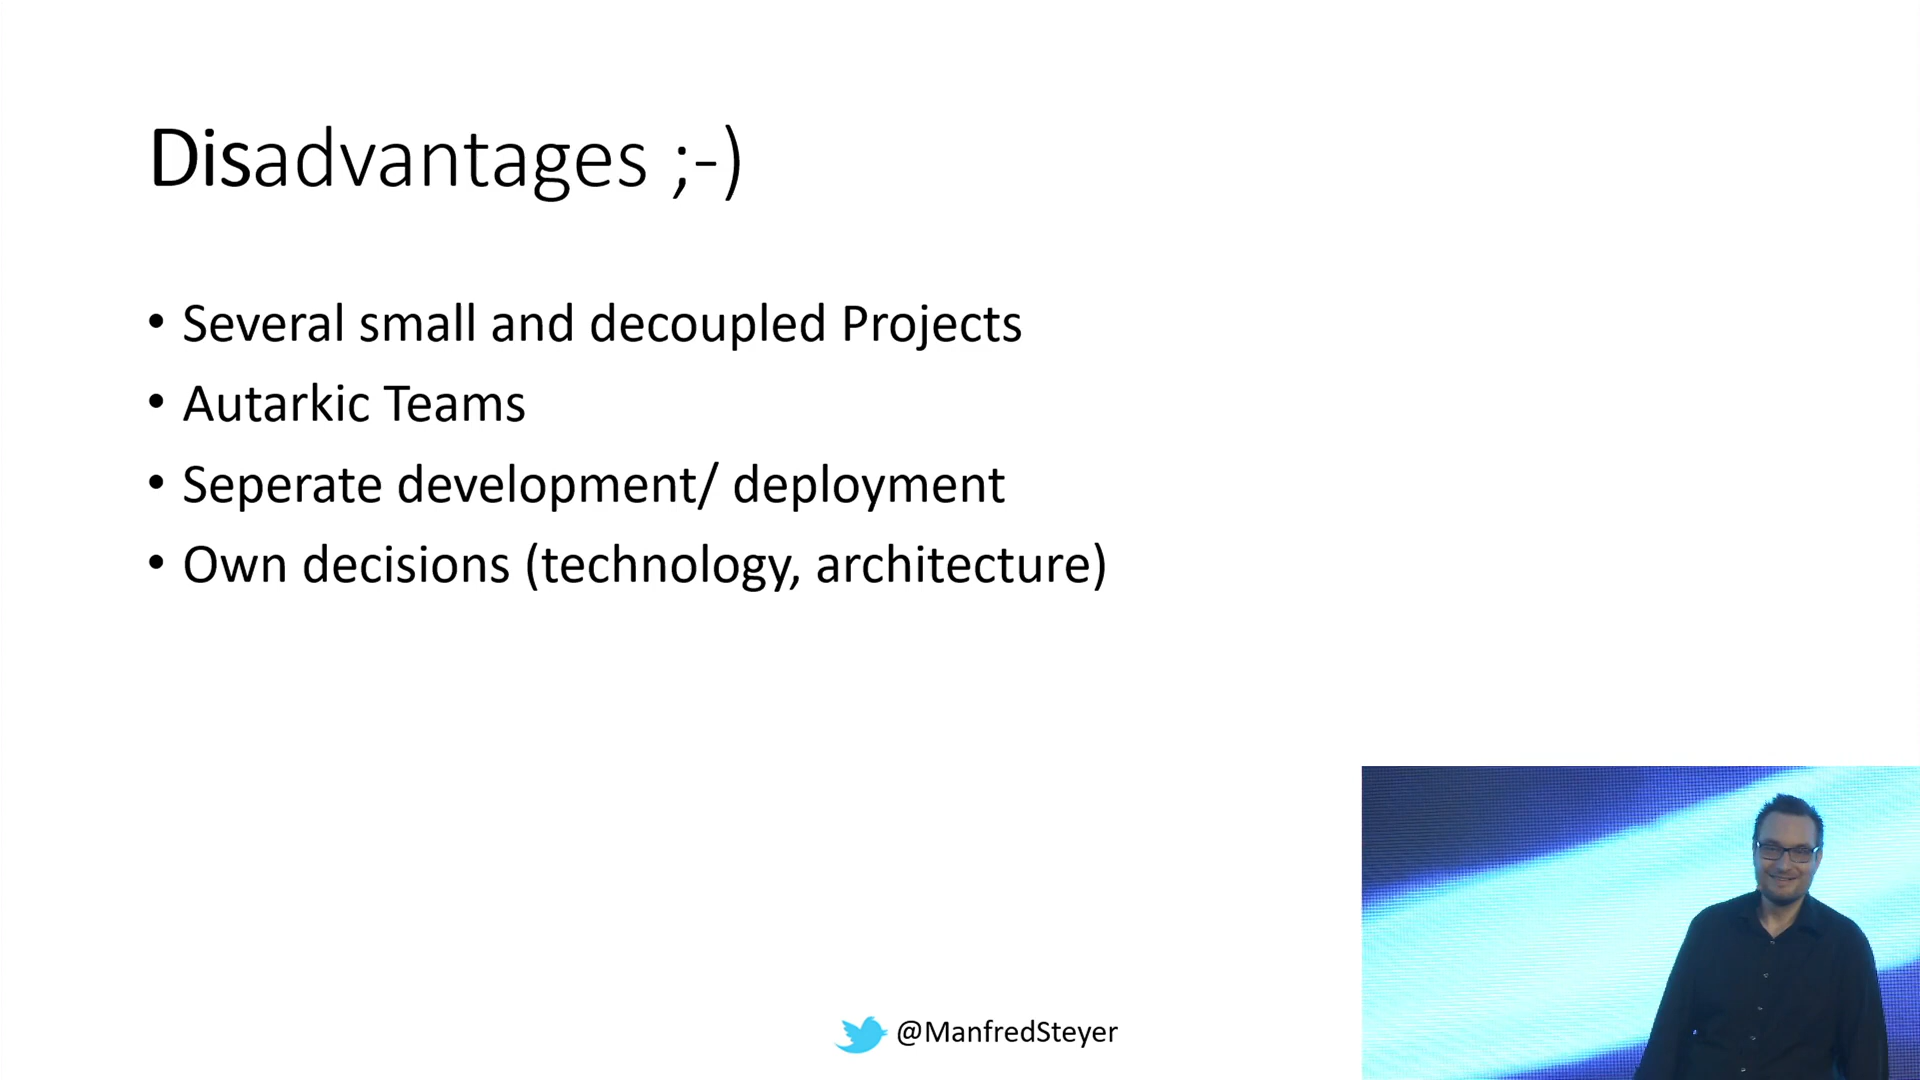 Disadvantages ;-)
• Several small and decoupled Projects
• Autarkic Teams
• Seperate development/ deployment
• Own decisions (technology, architecture)
@ManfredSteyer